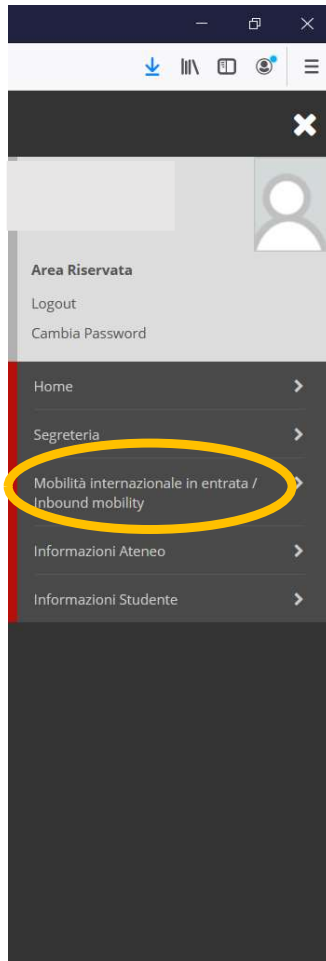 Area Riservata
Logout
Cambia Password
Home
Segreteria
Mobilità internazionale in entrata /
Inbound mobility
Informazioni Ateneo
Informazioni Studente